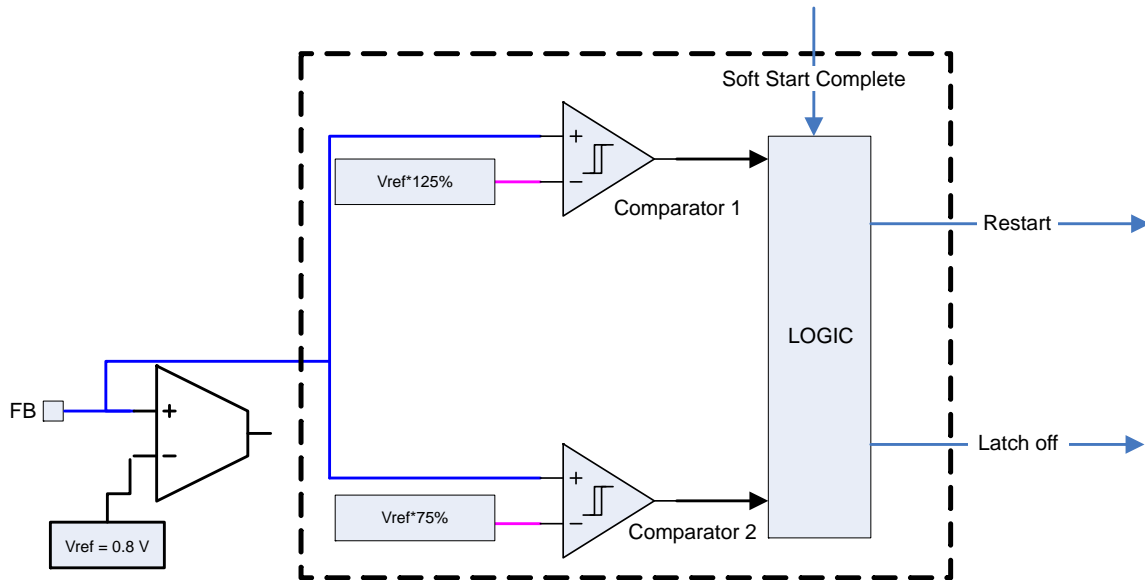 Soft Start Complete
+
Vref*125%
−
Comparator 1
Restart
LOGIC
FB
+
−
Latch off
+
Vref*75%
−
Comparator 2
Vref = 0.8 V